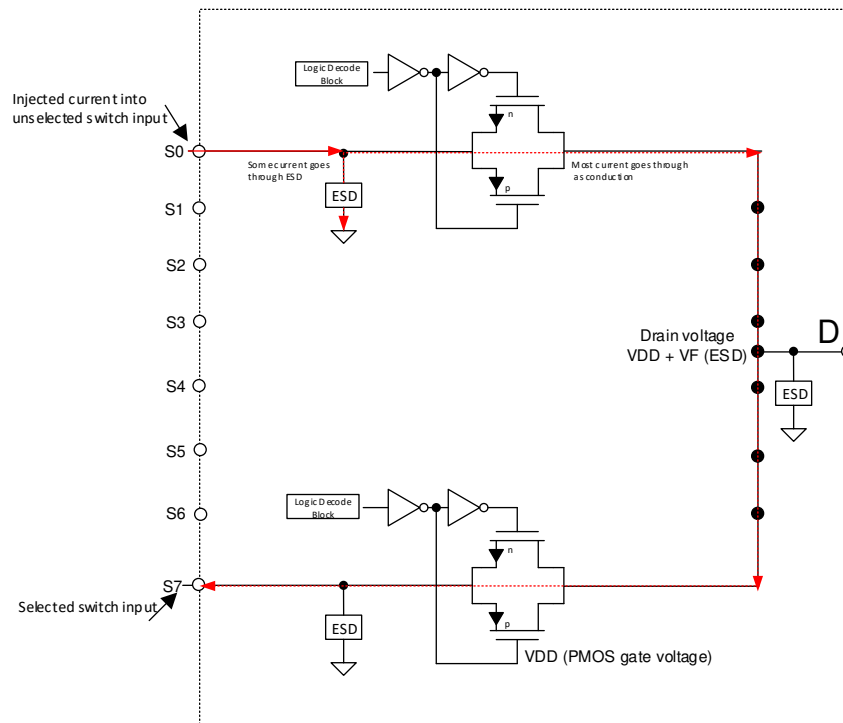 Logic Decode
Block
Injected current into
unselected switch input
n
S0
Some current goes
through ESD
Most current goes through
as conduction
p
ESD
S1
S2
S3
Drain voltage
VDD + VF (ESD)
D
S4
ESD
S5
Logic Decode
Block
S6
n
S7
Selected switch input
ESD
p
VDD (PMOS gate voltage)